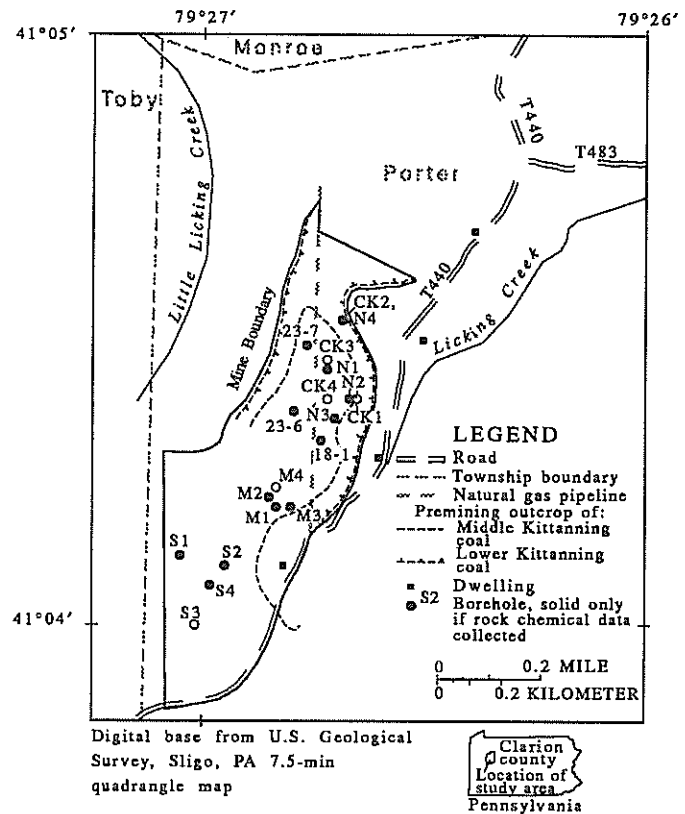 79°27′
79°26′
41°05′
Monroe
Toby
T440
T483
Porter
Little Licking Creek
T440
Licking Creek
Mine Boundary
CK2,
N4
23-7
CK3
N1
CK4
N2
N3
CK1
23-6
18-1
M4
M2
M1
M3
S1
S2
S4
S3
41°04′
LEGEND
Road
Township boundary
Natural gas pipeline
Premining outcrop of:
Middle Kittanning
coal
Lower Kittanning
coal
Dwelling
S2
Borehole, solid only
if rock chemical data
collected
0 0.2 MILE
0 0.2 KILOMETER
Digital base from U.S. Geological
Survey, Sligo, PA 7.5-min
quadrangle map
Clarion
county
Location of
study area
Pennsylvania